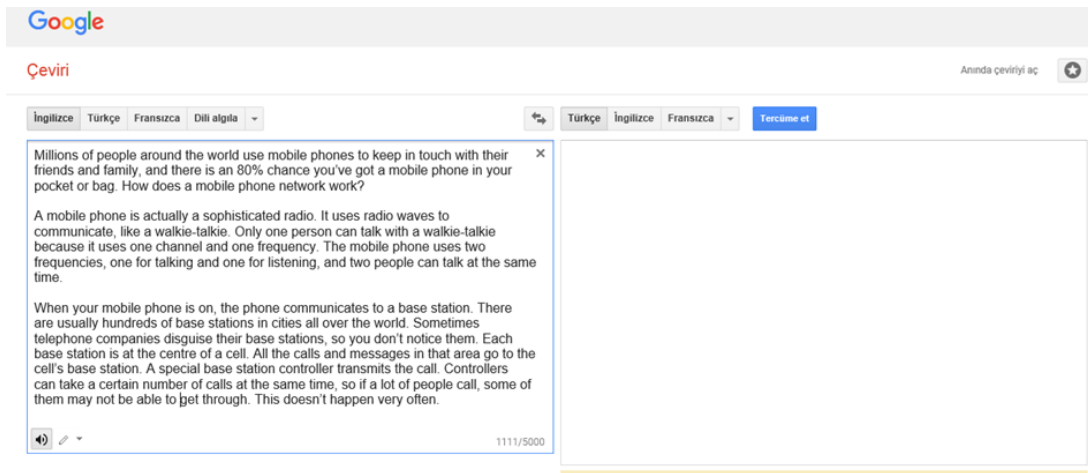 Google
Çeviri
Anında çeviriyi aç
İngilizce Türkçe Fransızca Dili algıla
Türkçe İngilizce Fransızca Tercüme et
Millions of people around the world use mobile phones to keep in touch with their
friends and family, and there is an 80% chance you've got a mobile phone in your
pocket or bag. How does a mobile phone network work?
A mobile phone is actually a sophisticated radio. It uses radio waves to
communicate, like a walkie-talkie. Only one person can talk with a walkie-talkie
because it uses one channel and one frequency. The mobile phone uses two
frequencies, one for talking and one for listening, and two people can talk at the same
time.
When your mobile phone is on, the phone communicates to a base station. There
are usually hundreds of base stations in cities all over the world. Sometimes
telephone companies disguise their base stations, so you don't notice them. Each
base station is at the centre of a cell. All the calls and messages in that area go to the
cell's base station. A special base station controller transmits the call. Controllers
can take a certain number of calls at the same time, so if a lot of people call, some of
them may not be able to get through. This doesn't happen very often.
1111/5000